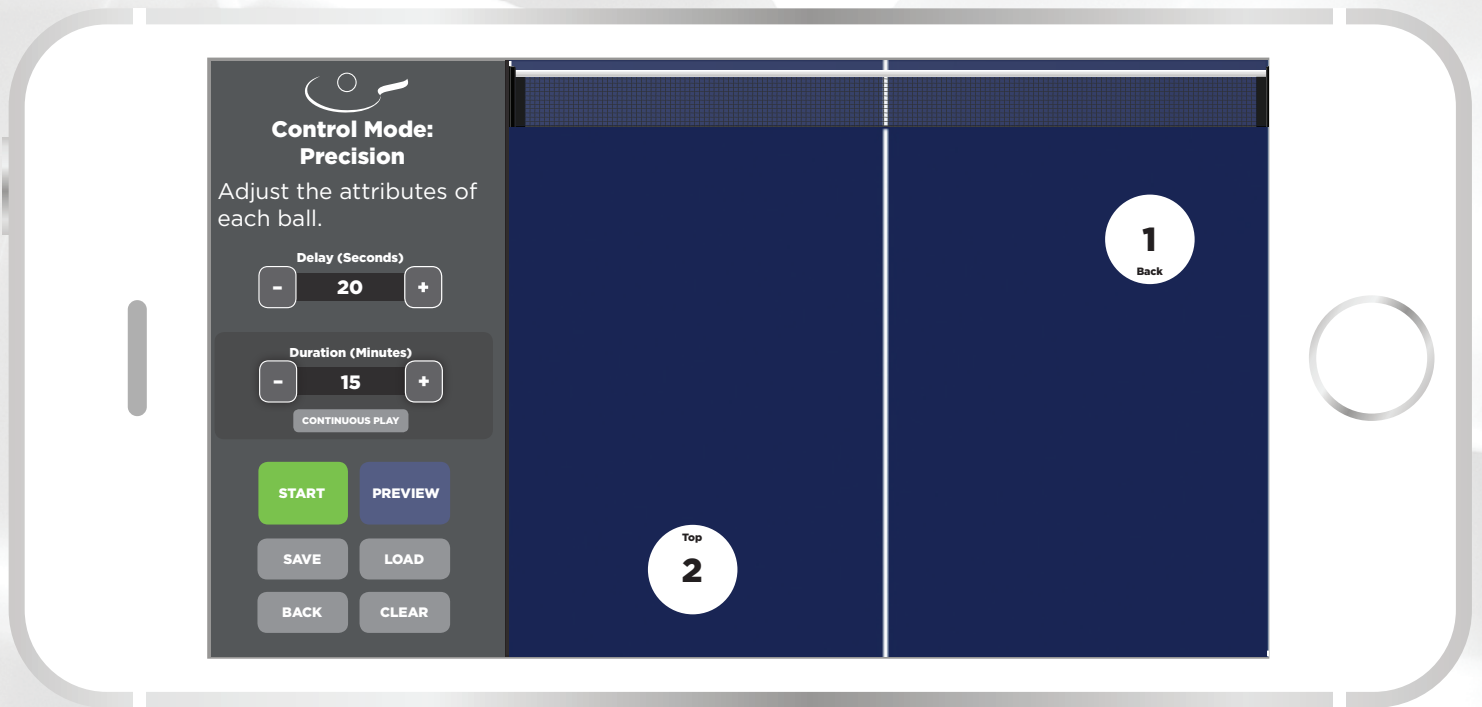 Control Mode:
Precision
Adjust the attributes of
each ball.
Delay (Seconds)
- 20 +
Duration (Minutes)
- 15 +
CONTINUOUS PLAY
START PREVIEW
SAVE LOAD
BACK CLEAR
1
Back
Top
2